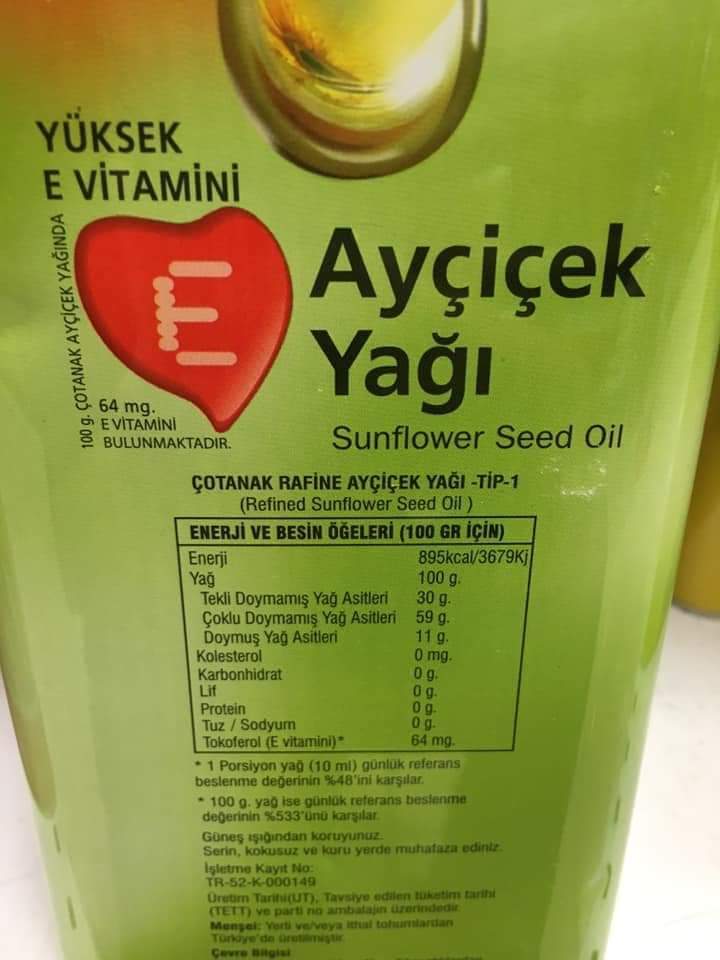 YÜKSEK
E VİTAMİNİ
100 g. ÇOTANAK AYÇİÇEK YAĞINDA
64 mg.
E VİTAMİNİ
BULUNMAKTADIR.
E
Ayçiçek
Yağı
Sunflower Seed Oil
ÇOTANAK RAFİNE AYÇİÇEK YAĞI -TİP-1
(Refined Sunflower Seed Oil )
ENERJİ VE BESİN ÖĞELERİ (100 GR İÇİN)
Enerji 895kcal/3679Kj
Yağ 100 g.
Tekli Doymamış Yağ Asitleri 30 g.
Çoklu Doymamış Yağ Asitleri 59 g.
Doymuş Yağ Asitleri 11 g.
Kolesterol 0 mg.
Karbonhidrat 0 g.
Lif 0 g.
Protein 0 g.
Tuz / Sodyum 0 g.
Tokoferol (E vitamini)* 64 mg.
* 1 Porsiyon yağ (10 ml) günlük referans
beslenme değerinin %48'ini karşılar.
* 100 g. yağ ise günlük referans beslenme
değerinin %533'ünü karşılar.
Güneş ışığından koruyunuz.
Serin, kokusuz ve kuru yerde muhafaza ediniz.
İşletme Kayıt No:
TR-52-K-000149
Üretim Tarihi(ÜT), Tavsiye edilen tüketim tarihi
(TETT) ve parti no ambalajın üzerindedir.
Menşei: Yerli ve/veya ithal tohumlardan
Türkiye'de üretilmiştir.
Çevre Bilgisi